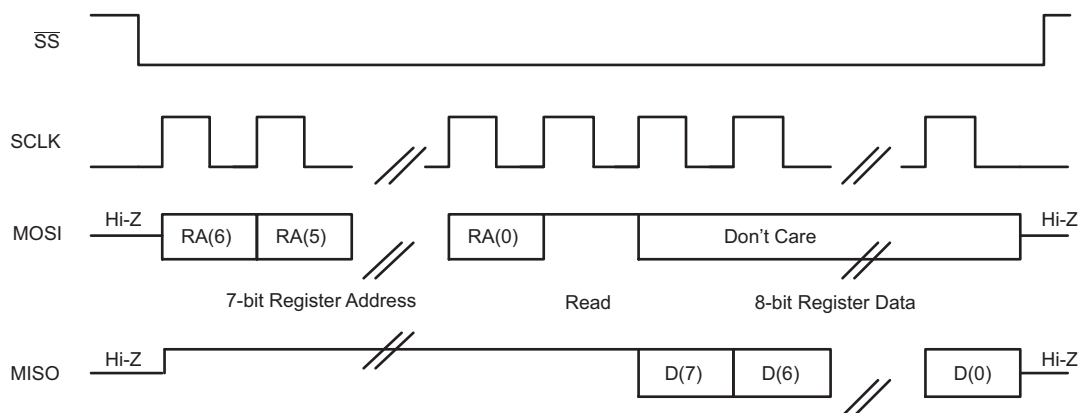 SS
SCLK
MOSI
Hi-Z
RA(6)
RA(5)
RA(0)
Don't Care
Hi-Z
7-bit Register Address
Read
8-bit Register Data
MISO
Hi-Z
D(7)
D(6)
D(0)
Hi-Z